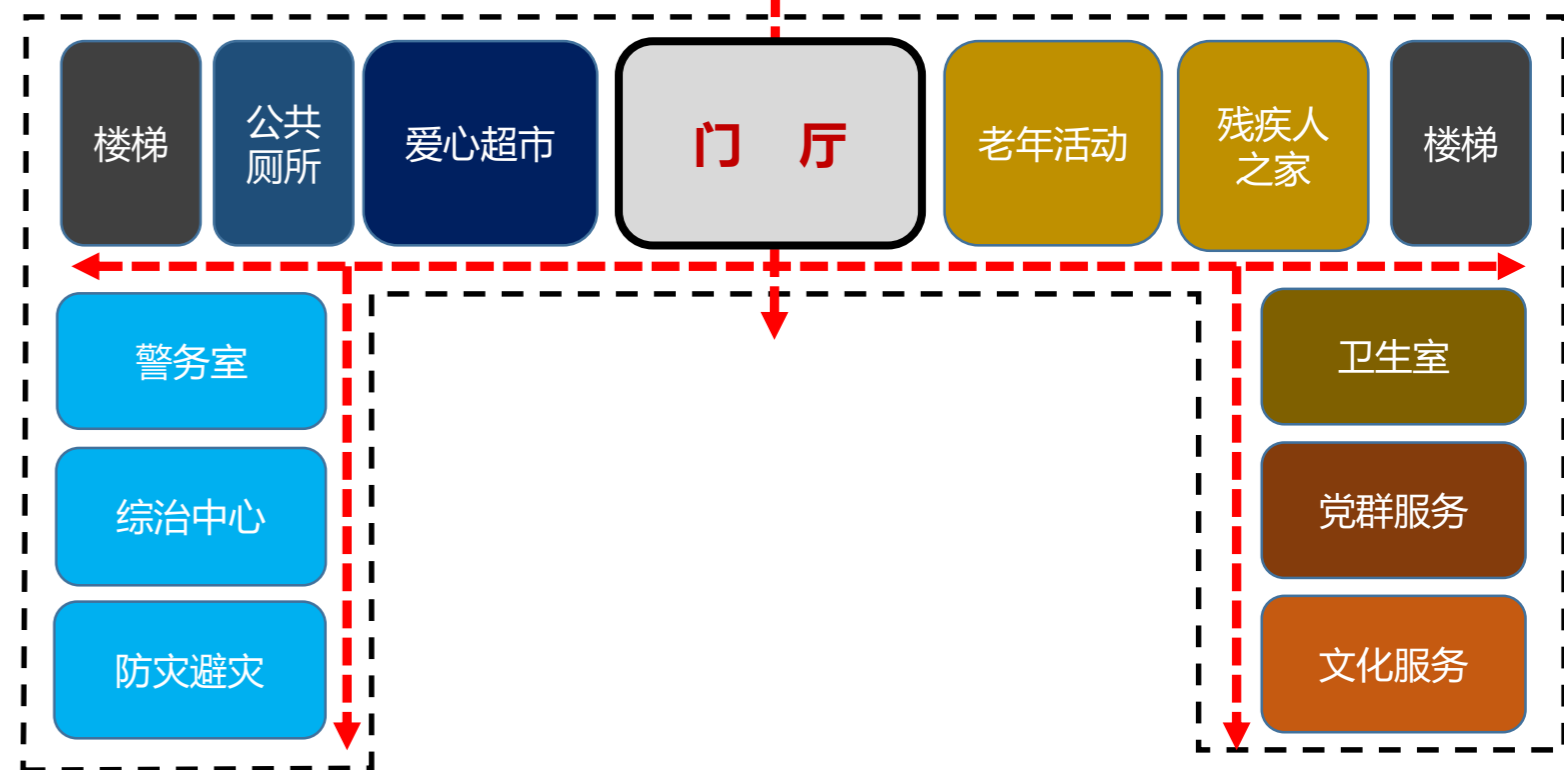 楼梯
公共
厕所
爱心超市
门 厅
老年活动
残疾人
之家
楼梯
警务室
综治中心
防灾避灾
卫生室
党群服务
文化服务